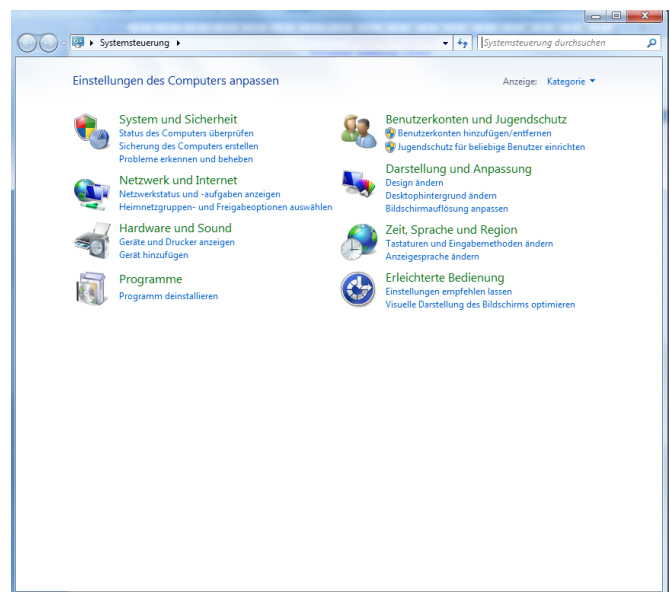 Systemsteuerung
Systemsteuerung durchsuchen
Einstellungen des Computers anpassen
Anzeige: Kategorie
System und Sicherheit
Status des Computers überprüfen
Sicherung des Computers erstellen
Probleme erkennen und beheben
Netzwerk und Internet
Netzwerkstatus und -aufgaben anzeigen
Heimnetzgruppen- und Freigabeoptionen auswählen
Hardware und Sound
Geräte und Drucker anzeigen
Gerät hinzufügen
Programme
Programm deinstallieren
Benutzerkonten und Jugendschutz
Benutzerkonten hinzufügen/entfernen
Jugendschutz für beliebige Benutzer einrichten
Darstellung und Anpassung
Design ändern
Desktophintergrund ändern
Bildschirmauflösung anpassen
Zeit, Sprache und Region
Tastaturen und Eingabemethoden ändern
Anzeigesprache ändern
Erleichterte Bedienung
Einstellungen empfehlen lassen
Visuelle Darstellung des Bildschirms optimieren